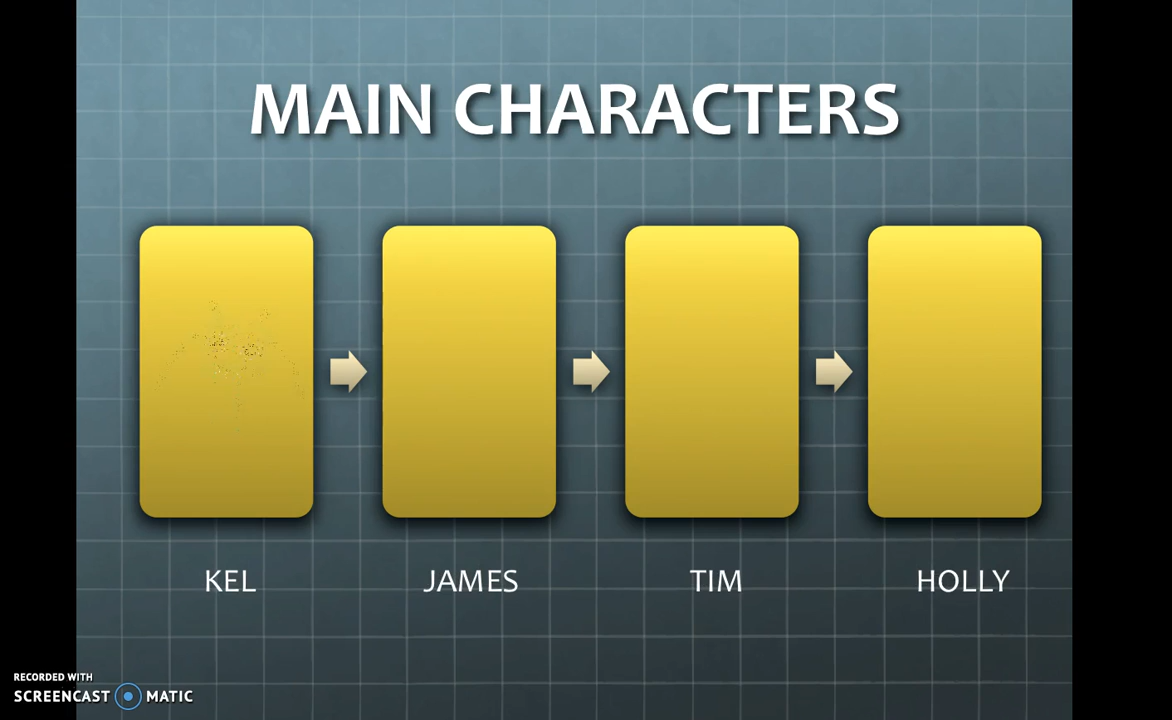 MAIN CHARACTERS
KEL JAMES TIM HOLLY
RECORDED WITH
SCREENCAST MATIC